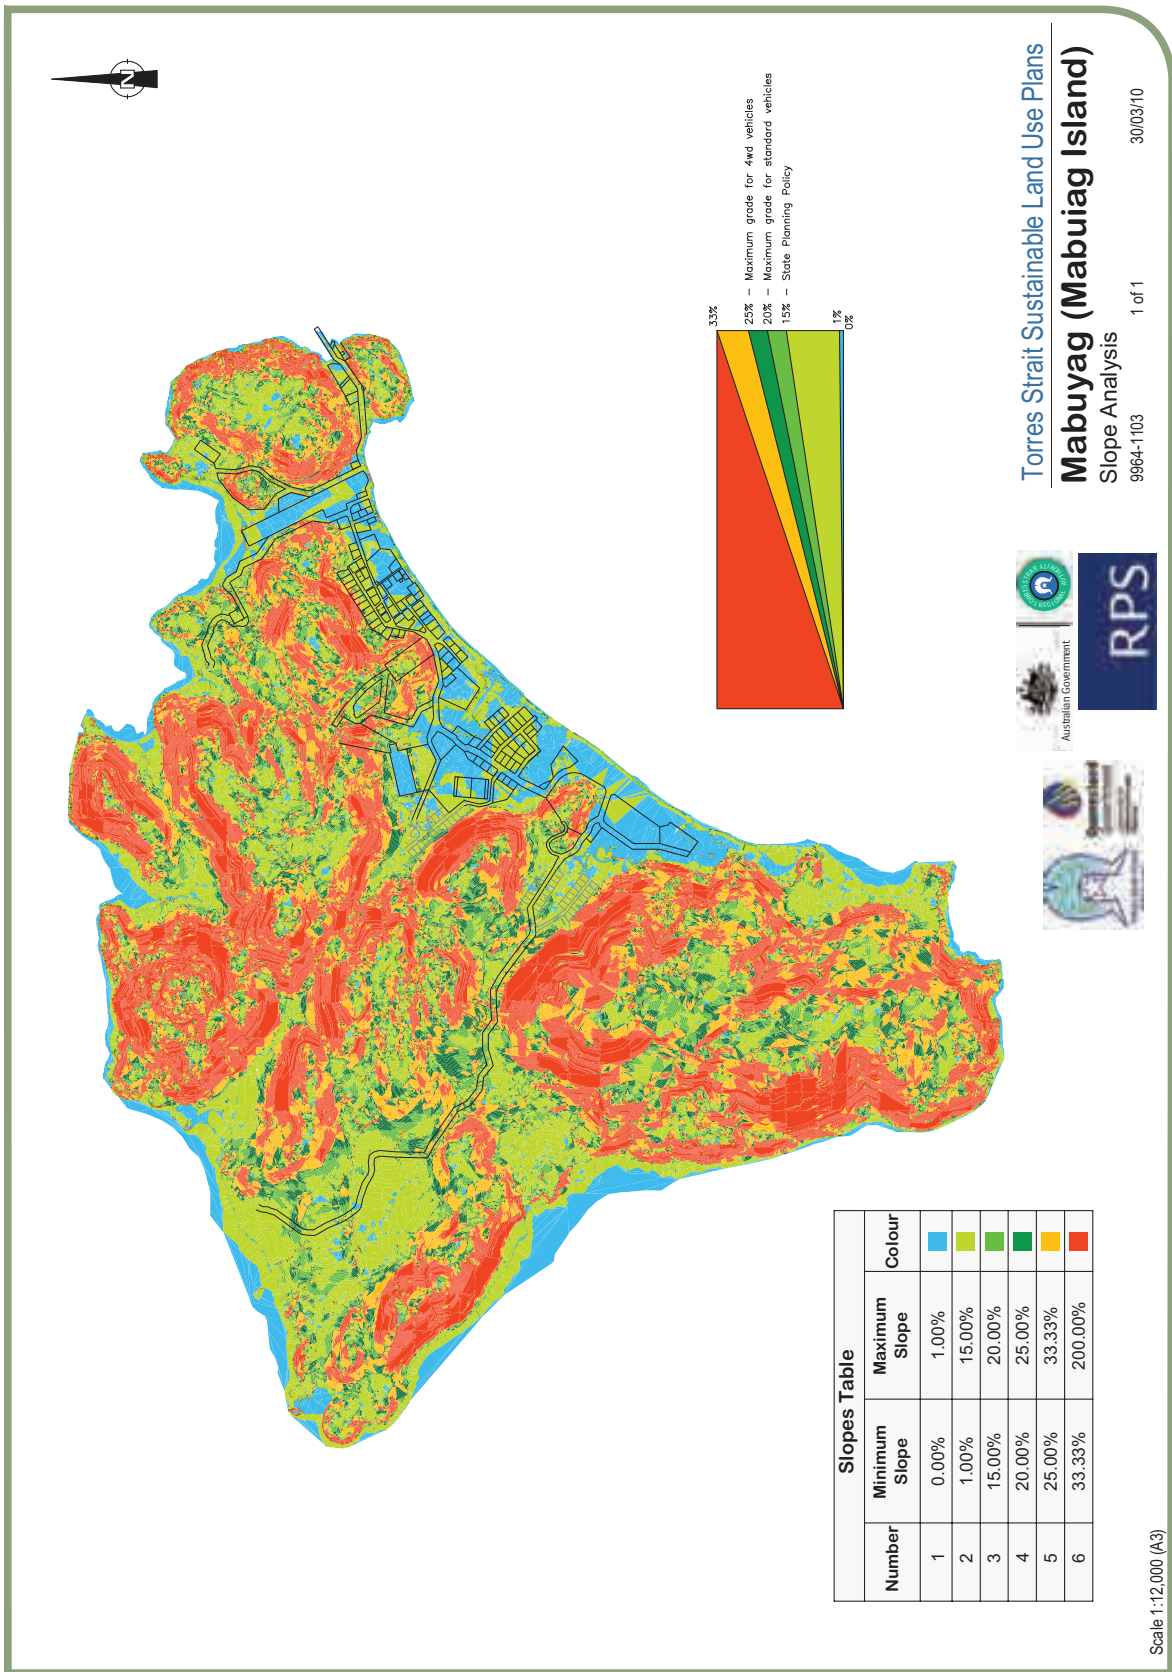 N
33%
25% – Maximum grade for 4wd vehicles
20% – Maximum grade for standard vehicles
15% – State Planning Policy
1%
0%
Slopes Table
Number Minimum Slope Maximum Slope Colour
1 0.00% 1.00%
2 1.00% 15.00%
3 15.00% 20.00%
4 20.00% 25.00%
5 25.00% 33.33%
6 33.33% 200.00%
Australian Government
RPS
Torres Strait Sustainable Land Use Plans
Mabuyag (Mabuiag Island)
Slope Analysis
9964-1103 1 of 1 30/03/10
Scale 1:12,000 (A3)